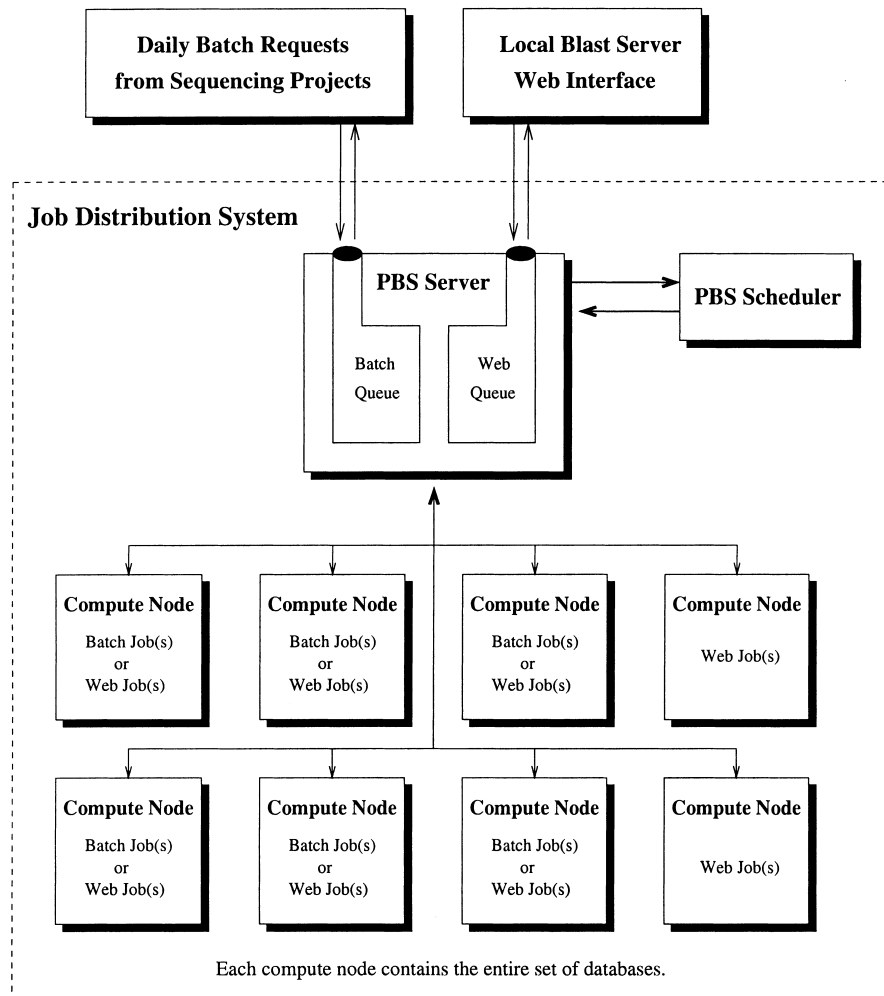 Daily Batch Requests
from Sequencing Projects
Local Blast Server
Web Interface
Job Distribution System
PBS Server
PBS Scheduler
Batch
Queue
Web
Queue
Compute Node
Batch Job(s)
or
Web Job(s)
Compute Node
Batch Job(s)
or
Web Job(s)
Compute Node
Batch Job(s)
or
Web Job(s)
Compute Node
Web Job(s)
Compute Node
Batch Job(s)
or
Web Job(s)
Compute Node
Batch Job(s)
or
Web Job(s)
Compute Node
Batch Job(s)
or
Web Job(s)
Compute Node
Web Job(s)
Each compute node contains the entire set of databases.